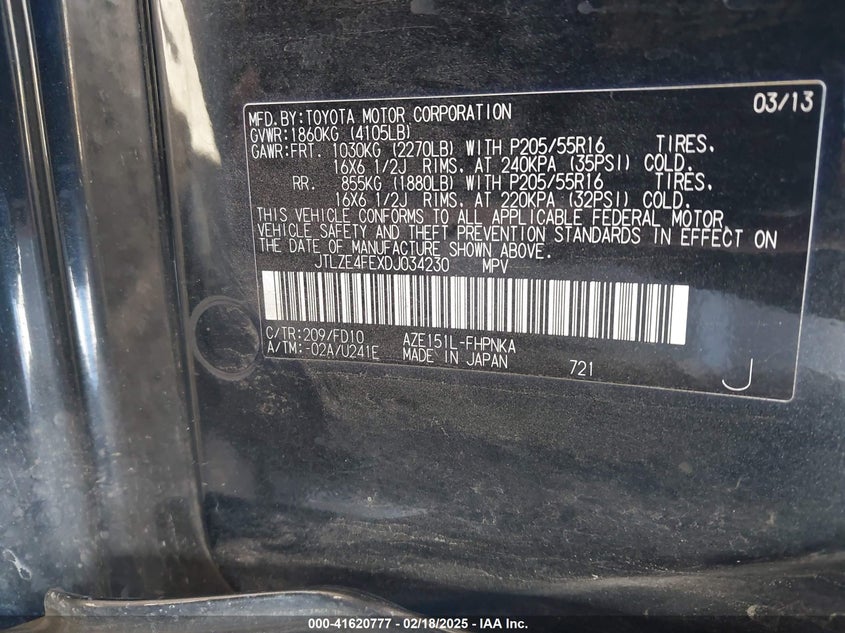 03/13
MFD.BY:TOYOTA MOTOR CORPORATION
GVWR:1860KG (4105LB)
GAWR:FRT. 1030KG (2270LB) WITH P205/55R16 TIRES.
16X6 1/2J RIMS. AT 240KPA (35PSI) COLD.
RR. 855KG (1880LB) WITH P205/55R16 TIRES.
16X6 1/2J RIMS. AT 220KPA (32PSI) COLD.
THIS VEHICLE CONFORMS TO ALL APPLICABLE FEDERAL MOTOR
VEHICLE SAFETY AND THEFT PREVENTION STANDARDS IN EFFECT ON
THE DATE OF MANUFACTURE SHOWN ABOVE.
JTLZE4FEXDJ034230 MPV
C/TR:209/FD10 AZE151L-FHPNKA
A/TM:-02A/U241E MADE IN JAPAN 721
J
000-41620777 - 02/18/2025 - IAA Inc.